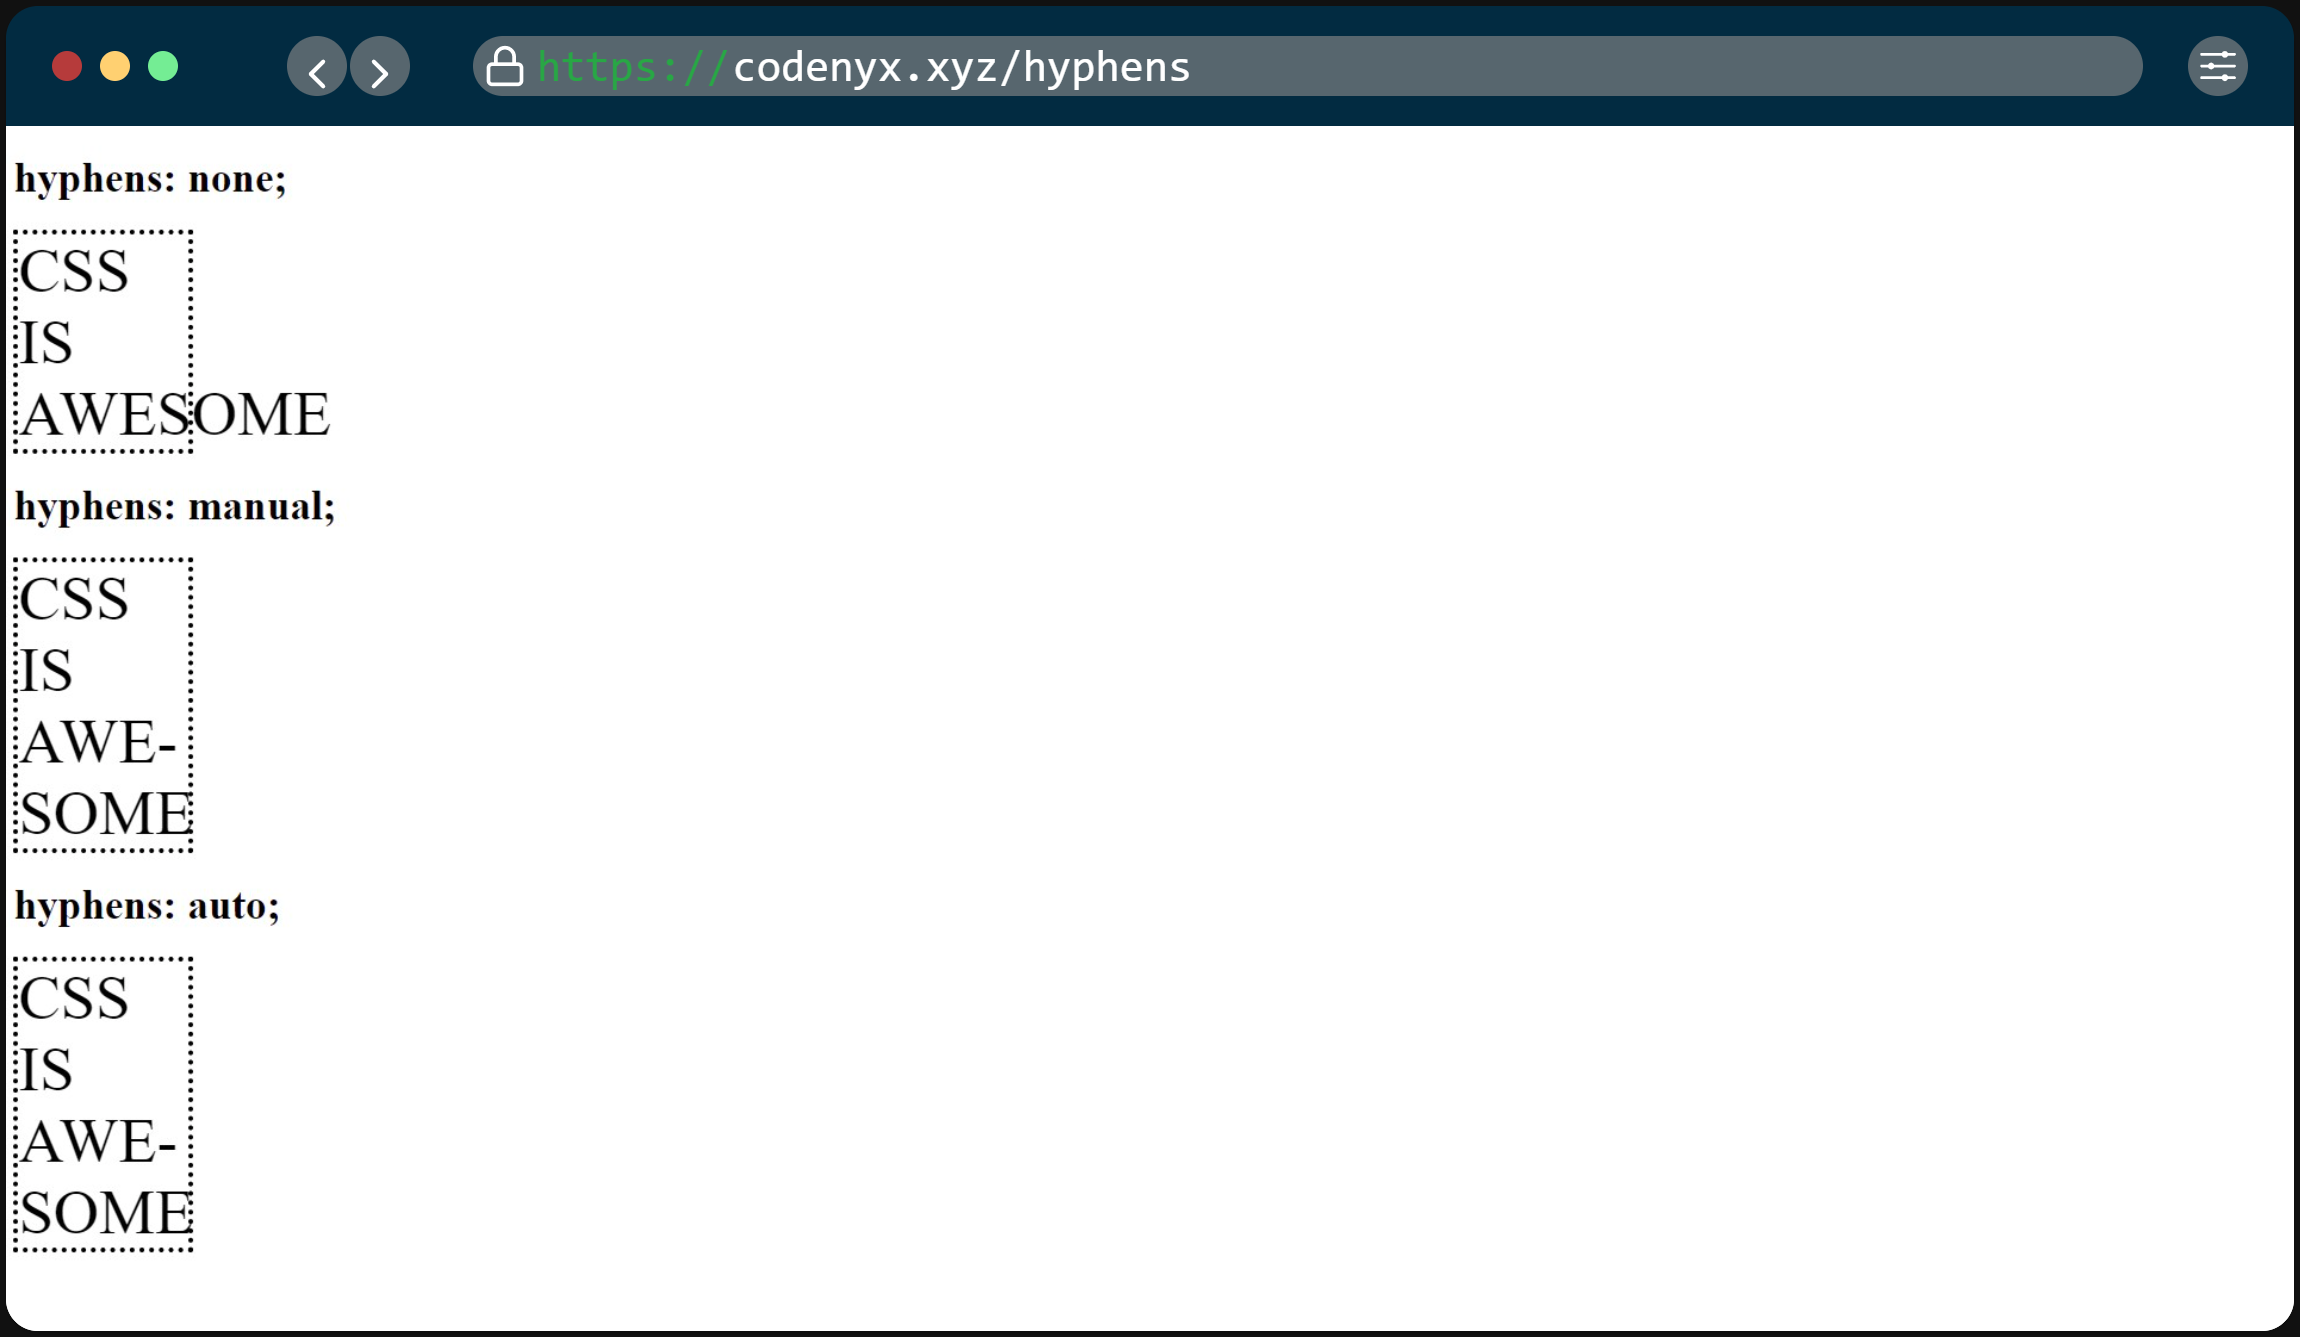 https://codenyx.xyz/hyphens
hyphens: none;
CSS
IS
AWESOME
hyphens: manual;
CSS
IS
AWE-
SOME
hyphens: auto;
CSS
IS
AWE-
SOME